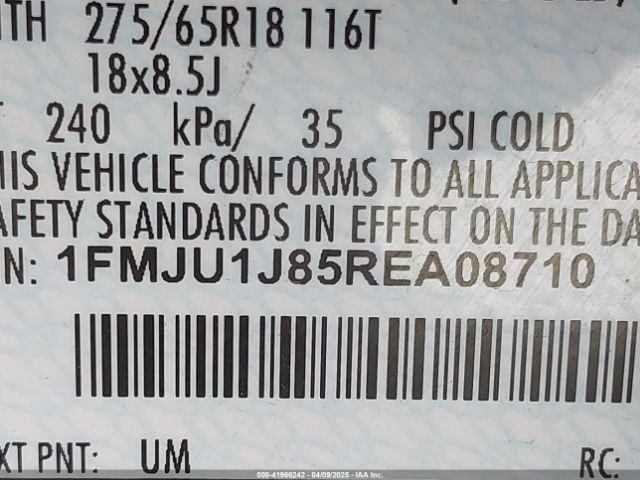 275/65R18 116T
18x8.5J
240 kPa/ 35 PSI COLD
HIS VEHICLE CONFORMS TO ALL APPLICA
AFETY STANDARDS IN EFFECT ON THE DA
N: 1FMJU1J85REA08710
XT PNT: UM RC:
000-41966242 - 04/09/2025 - IAA Inc.